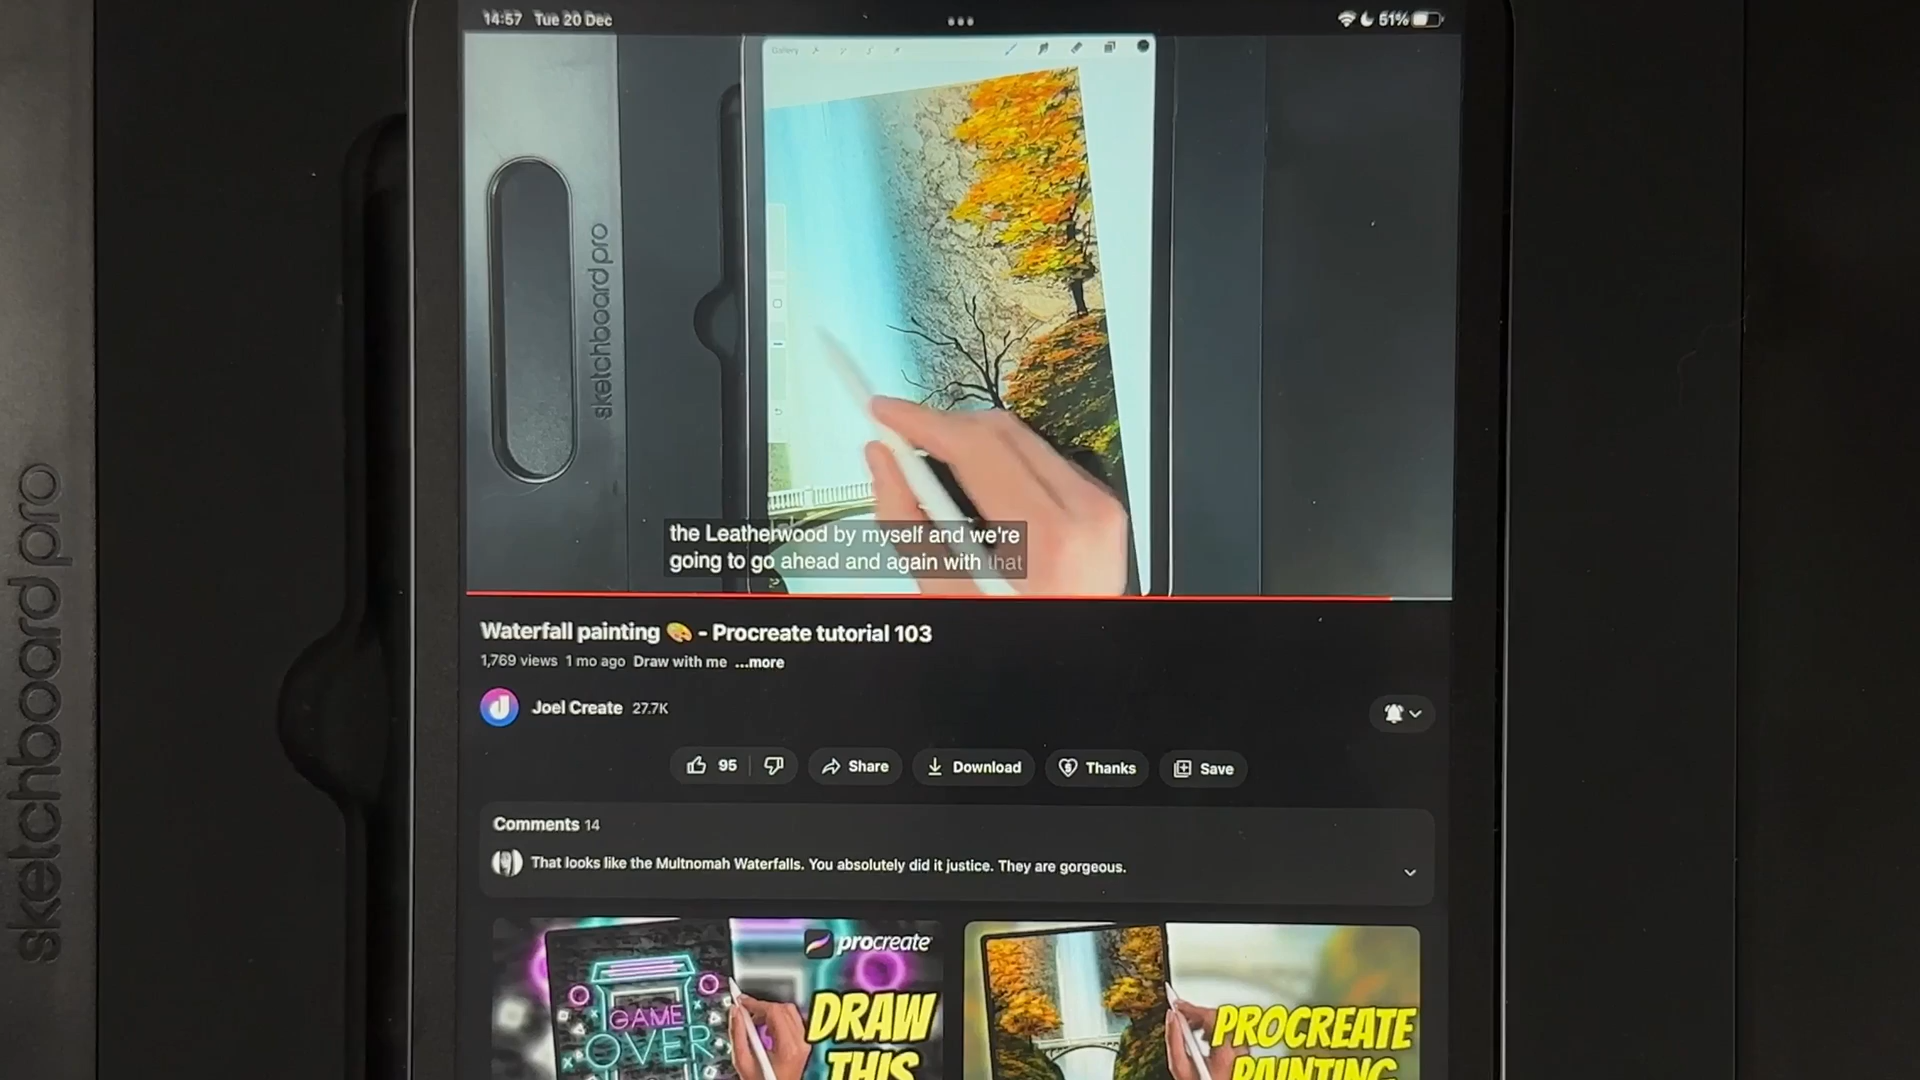 14:57 Tue 20 Dec
51%
Gallery
sketchboard pro
the Leatherwood by myself and we're
going to go ahead and again with that
Waterfall painting 🎨 - Procreate tutorial 103
1,769 views 1 mo ago Draw with me ...more
Joel Create 27.7K
95 Share Download Thanks Save
Comments 14
That looks like the Multnomah Waterfalls. You absolutely did it justice. They are gorgeous.
procreate
GAME
OVER
DRAW
THIS
PROCREATE
PAINTING
sketchboard pro